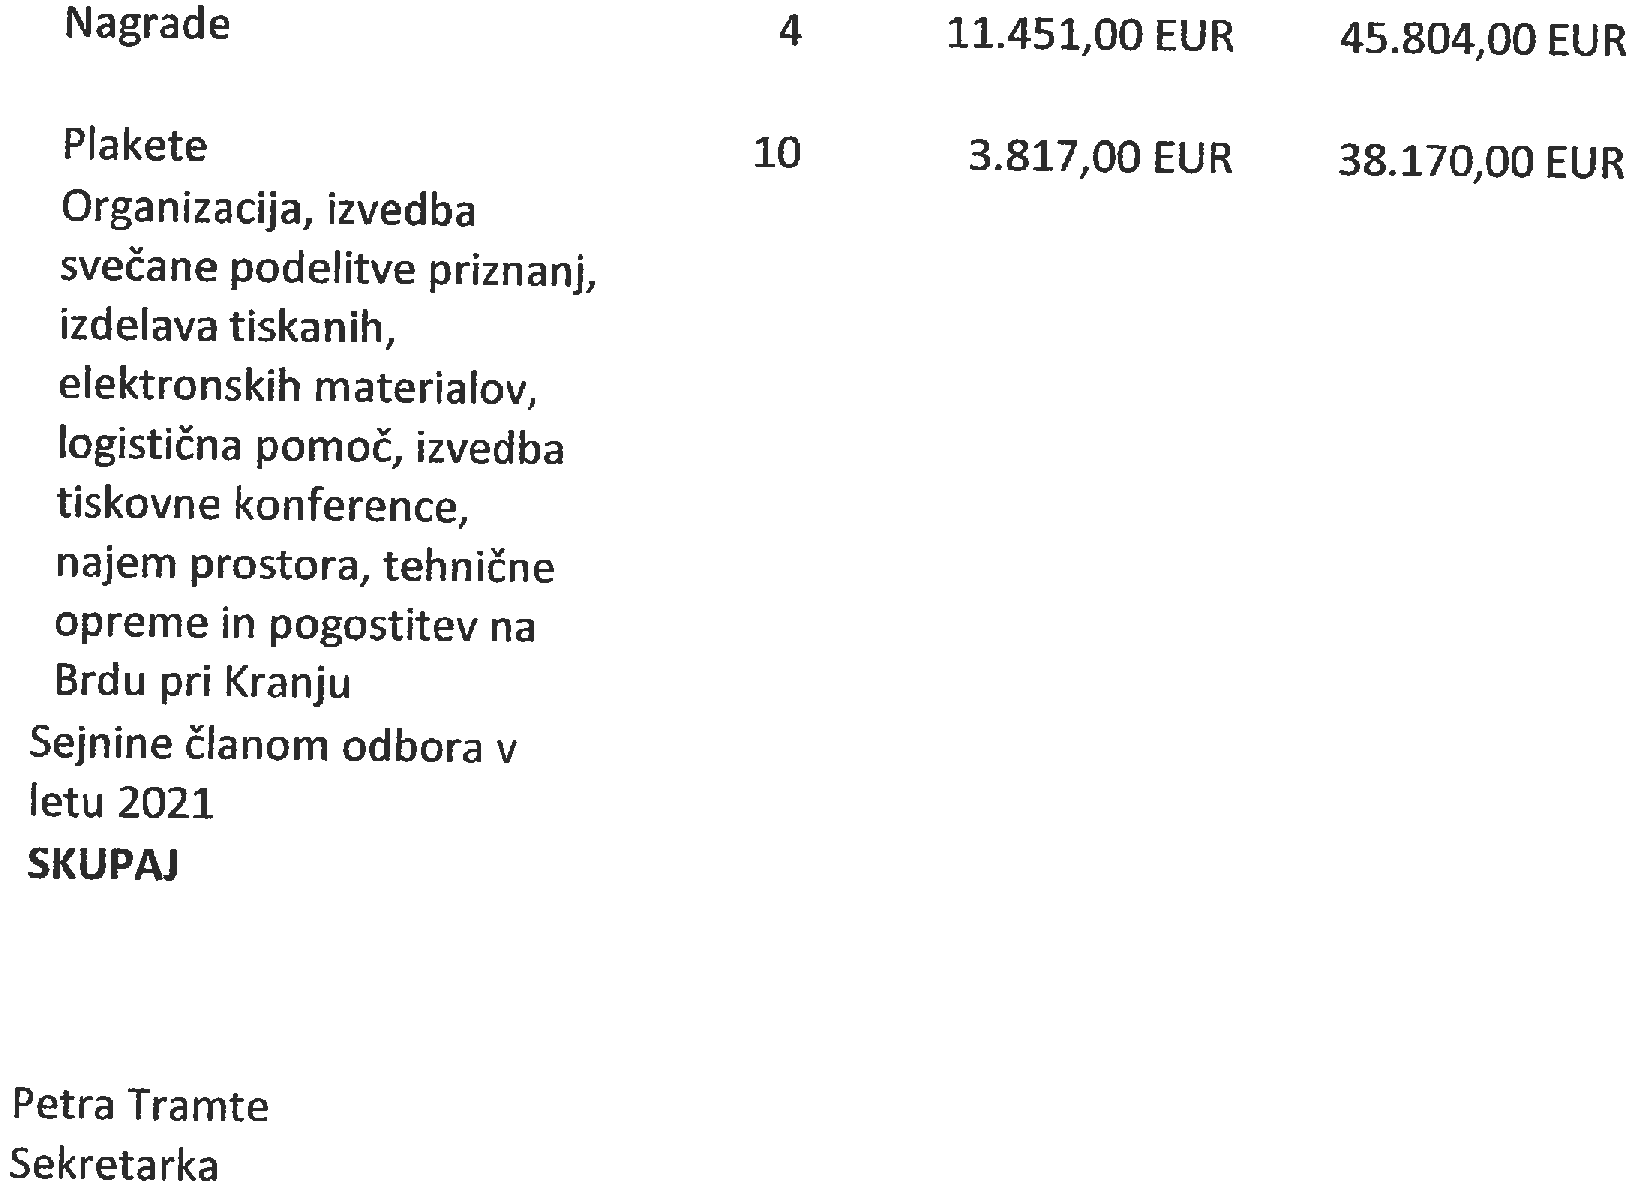 Nagrade 4 11.451,00 EUR 45.804,00 EUR
Plakete 10 3.817,00 EUR 38.170,00 EUR
Organizacija, izvedba
svečane podelitve priznanj,
izdelava tiskanih,
elektronskih materialov,
logistična pomoč, izvedba
tiskovne konference,
najem prostora, tehnične
opreme in pogostitev na
Brdu pri Kranju
Sejnine članom odbora v
letu 2021
SKUPAJ
Petra Tramte
Sekretarka